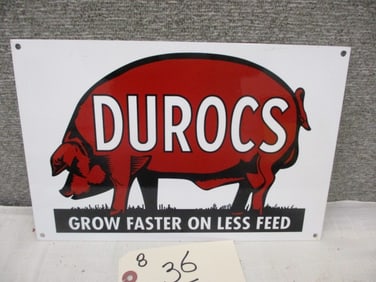 DUROCS
GROW FASTER ON LESS FEED
8
36